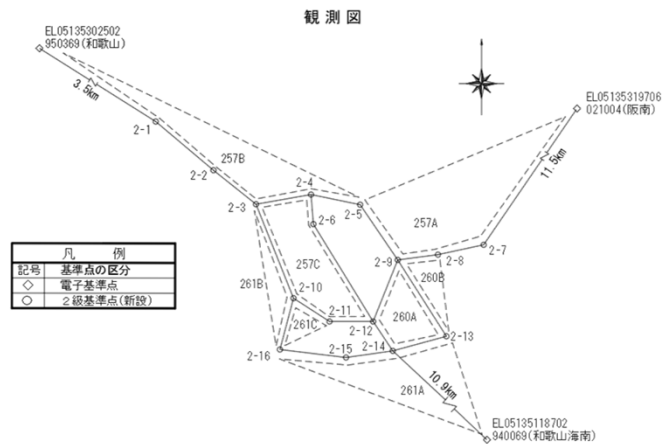 観測図
EL05135302502
950369(和歌山)
3.5km
2-1
2-2
257B
2-3
2-4
2-5
2-6
EL05135319706
021004(阪南)
11.5km
257A
2-7
2-8
2-9
260B
257C
261B
2-10
2-11
261C
2-12
260A
2-13
2-14
2-15
2-16
261A
10.9km
EL05135118702
940069(和歌山海南)
凡 例
記号 基準点の区分
◇ 電子基準点
○ 2級基準点(新設)